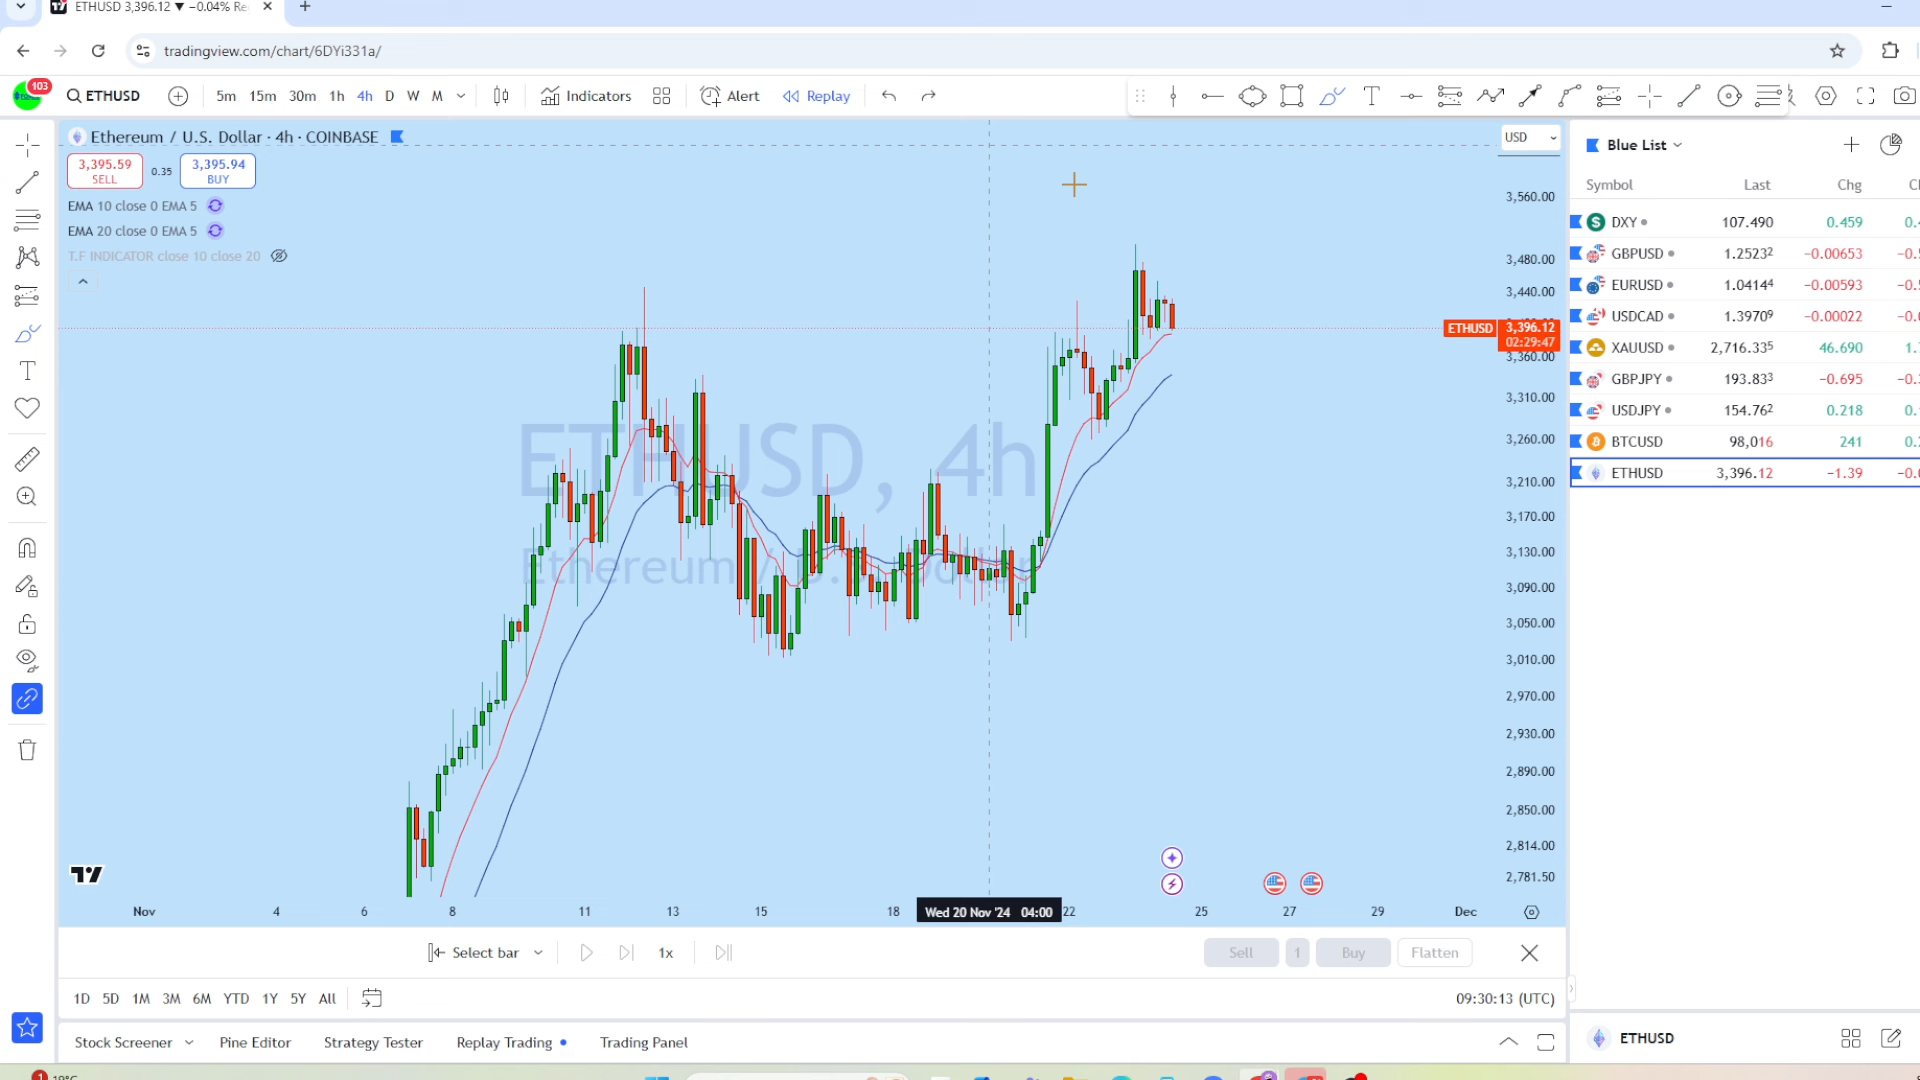 ETHUSD 3,396.12 ▼ −0.04% Re
tradingview.com/chart/6DYi331a/
103
ETHUSD
5m 15m 30m 1h 4h D W M
Indicators
Alert
Replay
Ethereum / U.S. Dollar · 4h · COINBASE
3,395.59
SELL
0.35
3,395.94
BUY
EMA 10 close 0 EMA 5
EMA 20 close 0 EMA 5
T.F INDICATOR close 10 close 20
ETHUSD, 4h
Ethereum / U.S. Dollar
USD
3,560.00
3,480.00
3,440.00
ETHUSD 3,396.12
02:29:47
3,360.00
3,310.00
3,260.00
3,210.00
3,170.00
3,130.00
3,090.00
3,050.00
3,010.00
2,970.00
2,930.00
2,890.00
2,850.00
2,814.00
2,781.50
Nov 4 6 8 11 13 15 18 Wed 20 Nov '24 04:00 22 25 27 29 Dec
Blue List
Symbol Last Chg
DXY 107.490 0.459
GBPUSD 1.25232 −0.00653
EURUSD 1.04144 −0.00593
USDCAD 1.39709 −0.00022
XAUUSD 2,716.335 46.690
GBPJPY 193.833 −0.695
USDJPY 154.762 0.218
BTCUSD 98,016 241
ETHUSD 3,396.12 −1.39
Select bar
1x
Sell 1 Buy Flatten
1D 5D 1M 3M 6M YTD 1Y 5Y All
09:30:13 (UTC)
Stock Screener Pine Editor Strategy Tester Replay Trading Trading Panel
ETHUSD